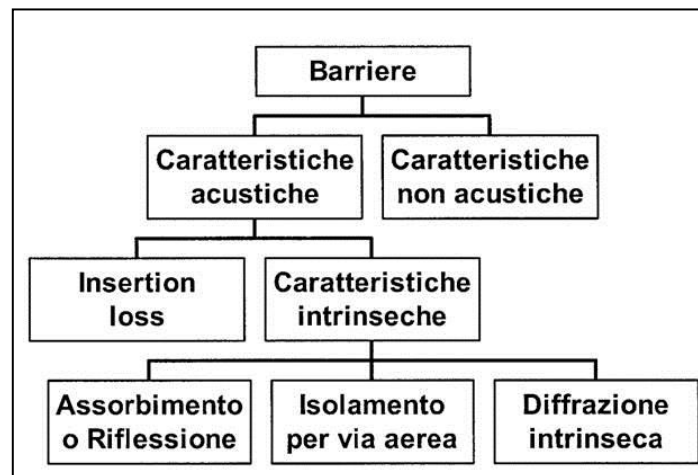 Barriere
Caratteristiche
acustiche
Caratteristiche
non acustiche
Insertion
loss
Caratteristiche
intrinseche
Assorbimento
o Riflessione
Isolamento
per via aerea
Diffrazione
intrinseca